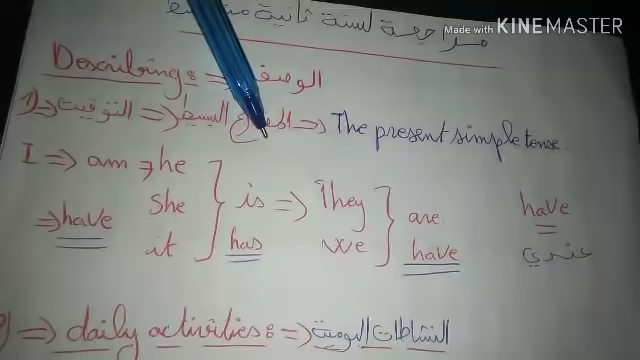 مراجعة لسنة ثانية
Made with KINEMASTER
Describing: => الوصف
1) => التوقيت => البسيط => The present simple tense.
I => am => he
she
it
} is => They
We
} are
=> have
has
have
have
عندي
=> daily activities: => النشاطات اليومية